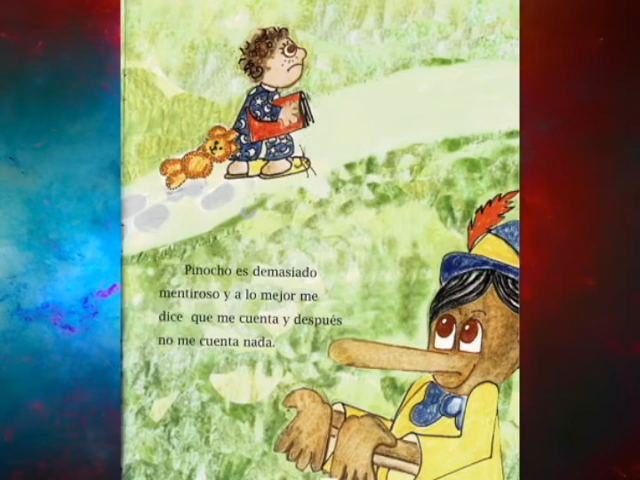 Pinocho es demasiado
mentiroso y a lo mejor me
dice que me cuenta y después
no me cuenta nada.